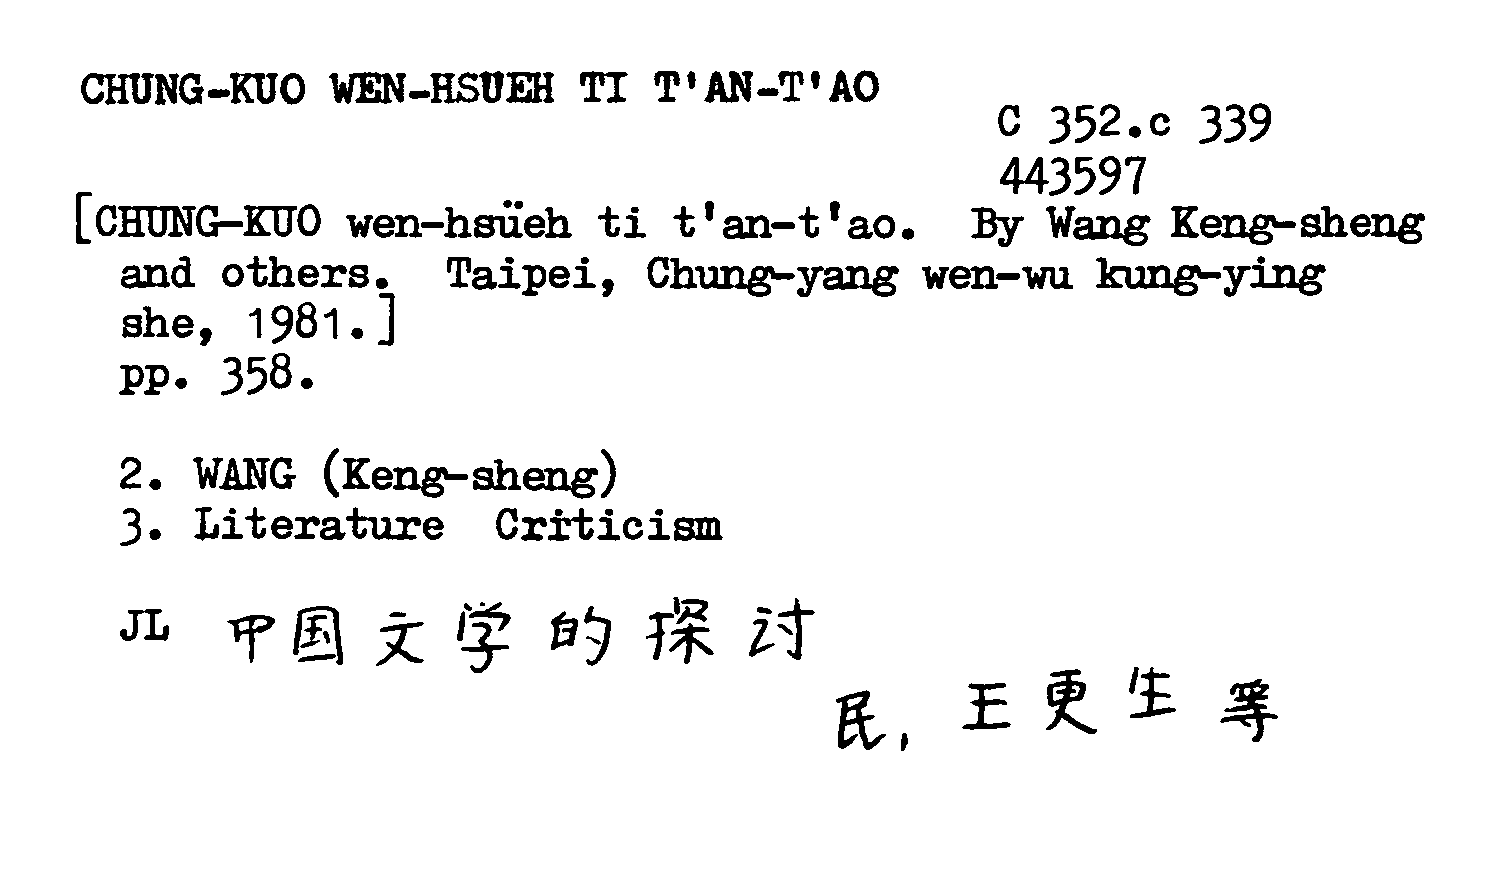 CHUNG-KUO WEN-HSUEH TI T'AN-T'AO
C 352.c 339
443597
[CHUNG-KUO wen-hsüeh ti t'an-t'ao. By Wang Keng-sheng
and others. Taipei, Chung-yang wen-wu kung-ying
she, 1981.]
pp. 358.
2. WANG (Keng-sheng)
3. Literature Criticism
JL 中国文学的探讨
民, 王更生等